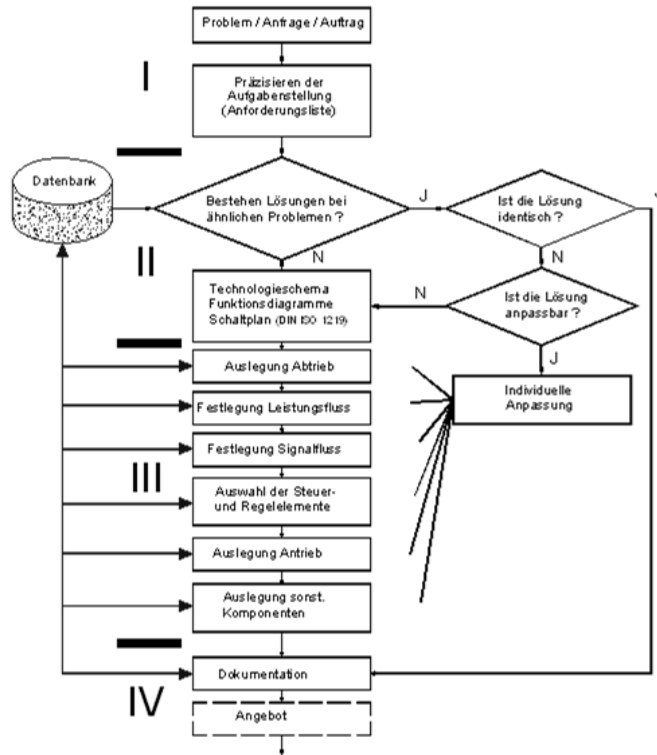 Problem / Anfrage / Auftrag
I
Präzisieren der
Aufgabenstellung
(Anforderungsliste)
Datenbank
Bestehen Lösungen bei
ähnlichen Problemen ?
J
Ist die Lösung
identisch ?
J
II
N
N
Technologieschema
Funktionsdiagramme
Schaltplan (DIN ISO 1219)
N
Ist die Lösung
anpassbar ?
J
Auslegung Abtrieb
Individuelle
Anpassung
Festlegung Leistungsfluss
Festlegung Signalfluss
III
Auswahl der Steuer-
und Regelelemente
Auslegung Antrieb
Auslegung sonst.
Komponenten
IV
Dokumentation
Angebot